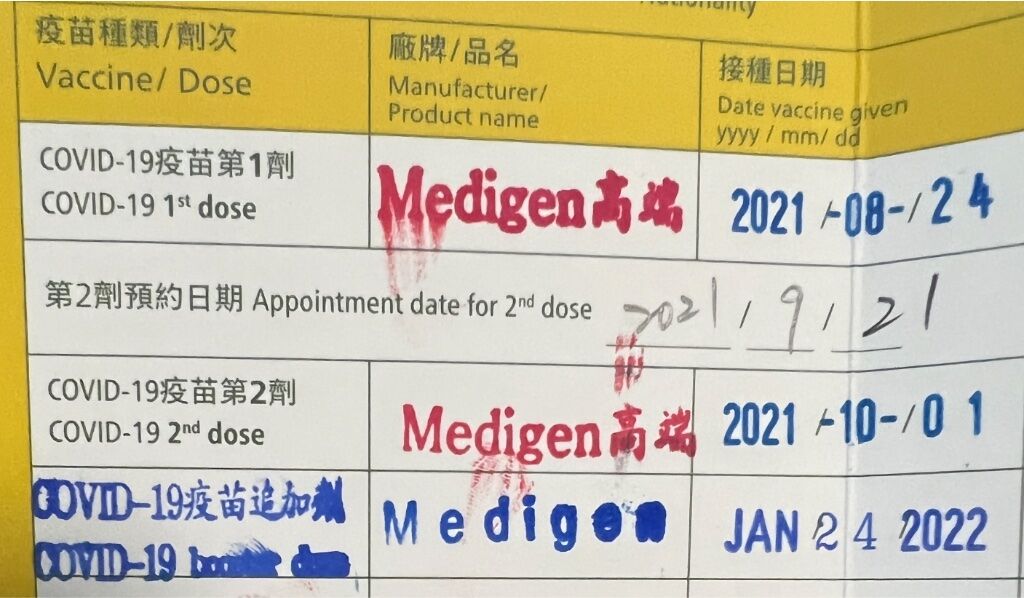 Nationality
疫苗種類/劑次
Vaccine/ Dose
廠牌/品名
Manufacturer/
Product name
接種日期
Date vaccine given
yyyy / mm/ dd
COVID-19疫苗第1劑
COVID-19 1st dose
Medigen高端
2021 /-08-/24
第2劑預約日期 Appointment date for 2nd dose 2021 / 9 / 21
COVID-19疫苗第2劑
COVID-19 2nd dose
Medigen高端
2021 /-10-/01
COVID-19疫苗追加劑
COVID-19 booster dose
Medigen
JAN 24 2022